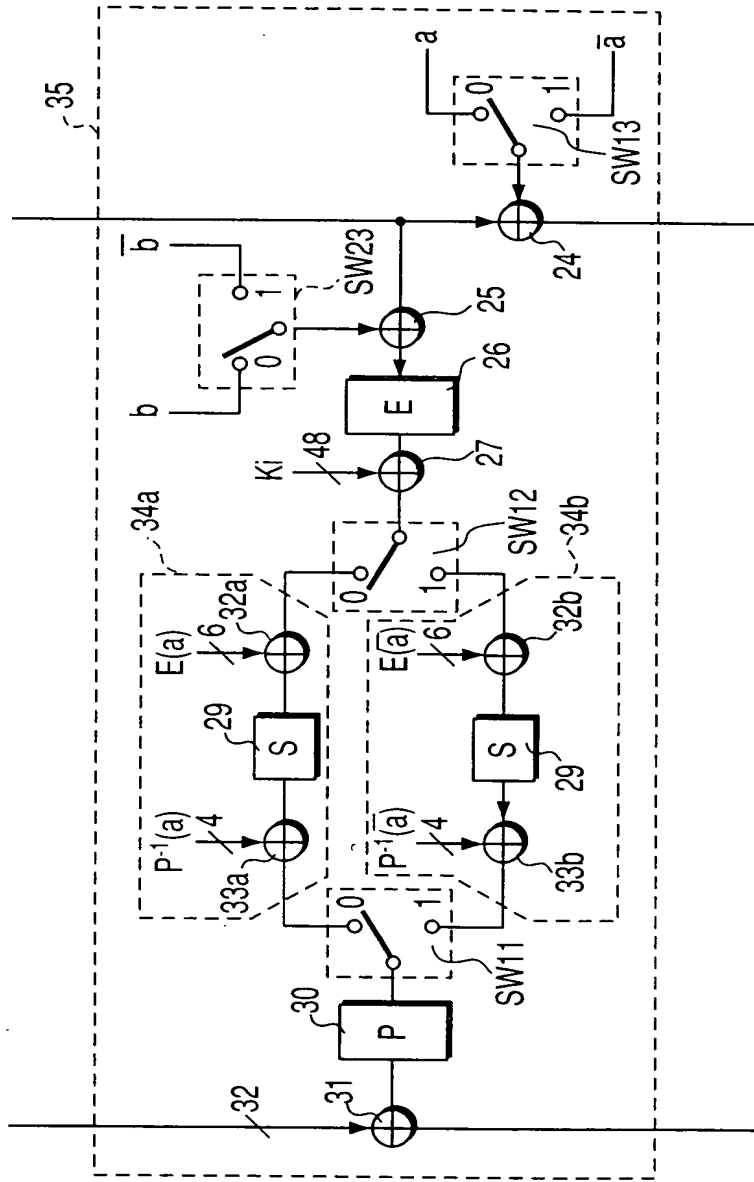 35
34a
b
b̅
0
1
SW23
a
a̅
0
1
SW13
24
25
E
26
Ki
48
27
E(a)
6
32a
S
29
P⁻¹(a)
4
33a
0
1
SW12
34b
E(a̅)
6
32b
S
29
P⁻¹(a̅)
4
33b
0
1
SW11
30
P
32
31